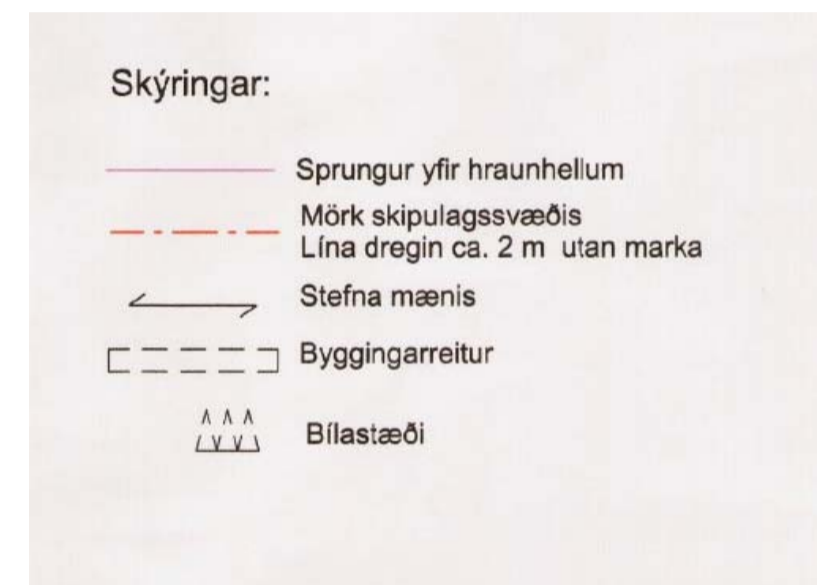 Skýringar:
Sprungur yfir hraunhellum
Mörk skipulagssvæðis
Lína dregin ca. 2 m utan marka
Stefna mænis
Byggingarreitur
Bílastæði